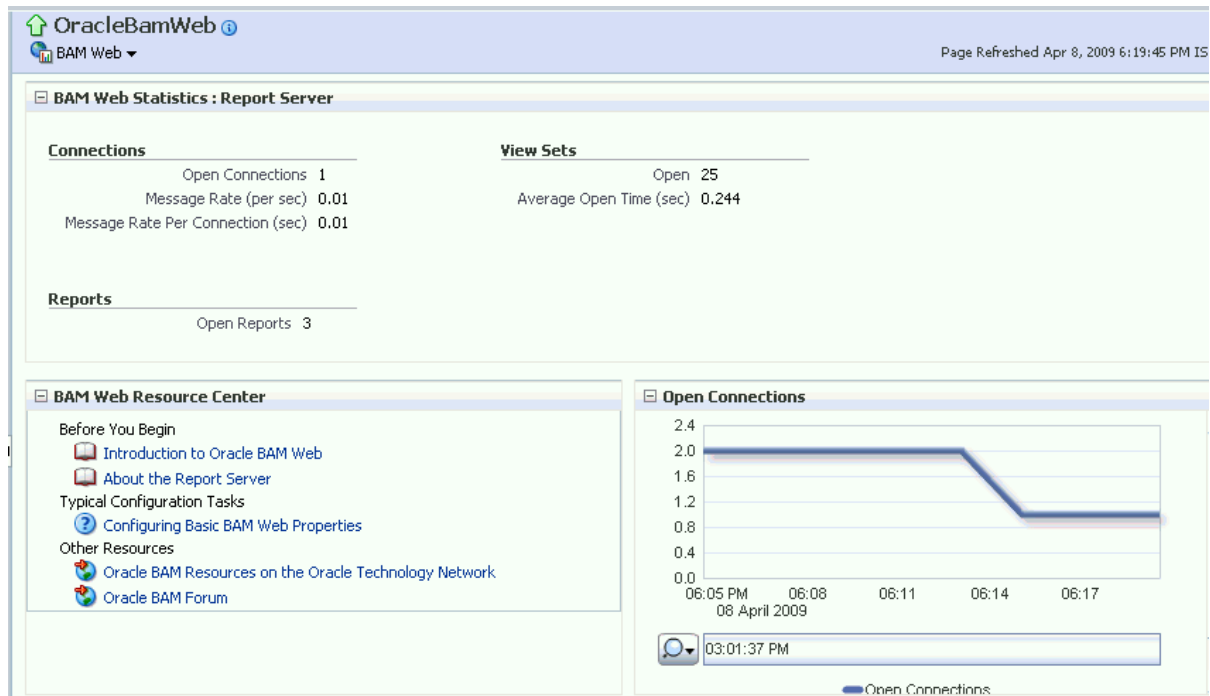 OracleBamWeb
BAM Web
Page Refreshed Apr 8, 2009 6:19:45 PM IS
BAM Web Statistics : Report Server
Connections
Open Connections 1
Message Rate (per sec) 0.01
Message Rate Per Connection (sec) 0.01
View Sets
Open 25
Average Open Time (sec) 0.244
Reports
Open Reports 3
BAM Web Resource Center
Before You Begin
Introduction to Oracle BAM Web
About the Report Server
Typical Configuration Tasks
Configuring Basic BAM Web Properties
Other Resources
Oracle BAM Resources on the Oracle Technology Network
Oracle BAM Forum
Open Connections
2.4
2.0
1.6
1.2
0.8
0.4
0.0
06:05 PM 06:08 06:11 06:14 06:17
08 April 2009
03:01:37 PM
Open Connections